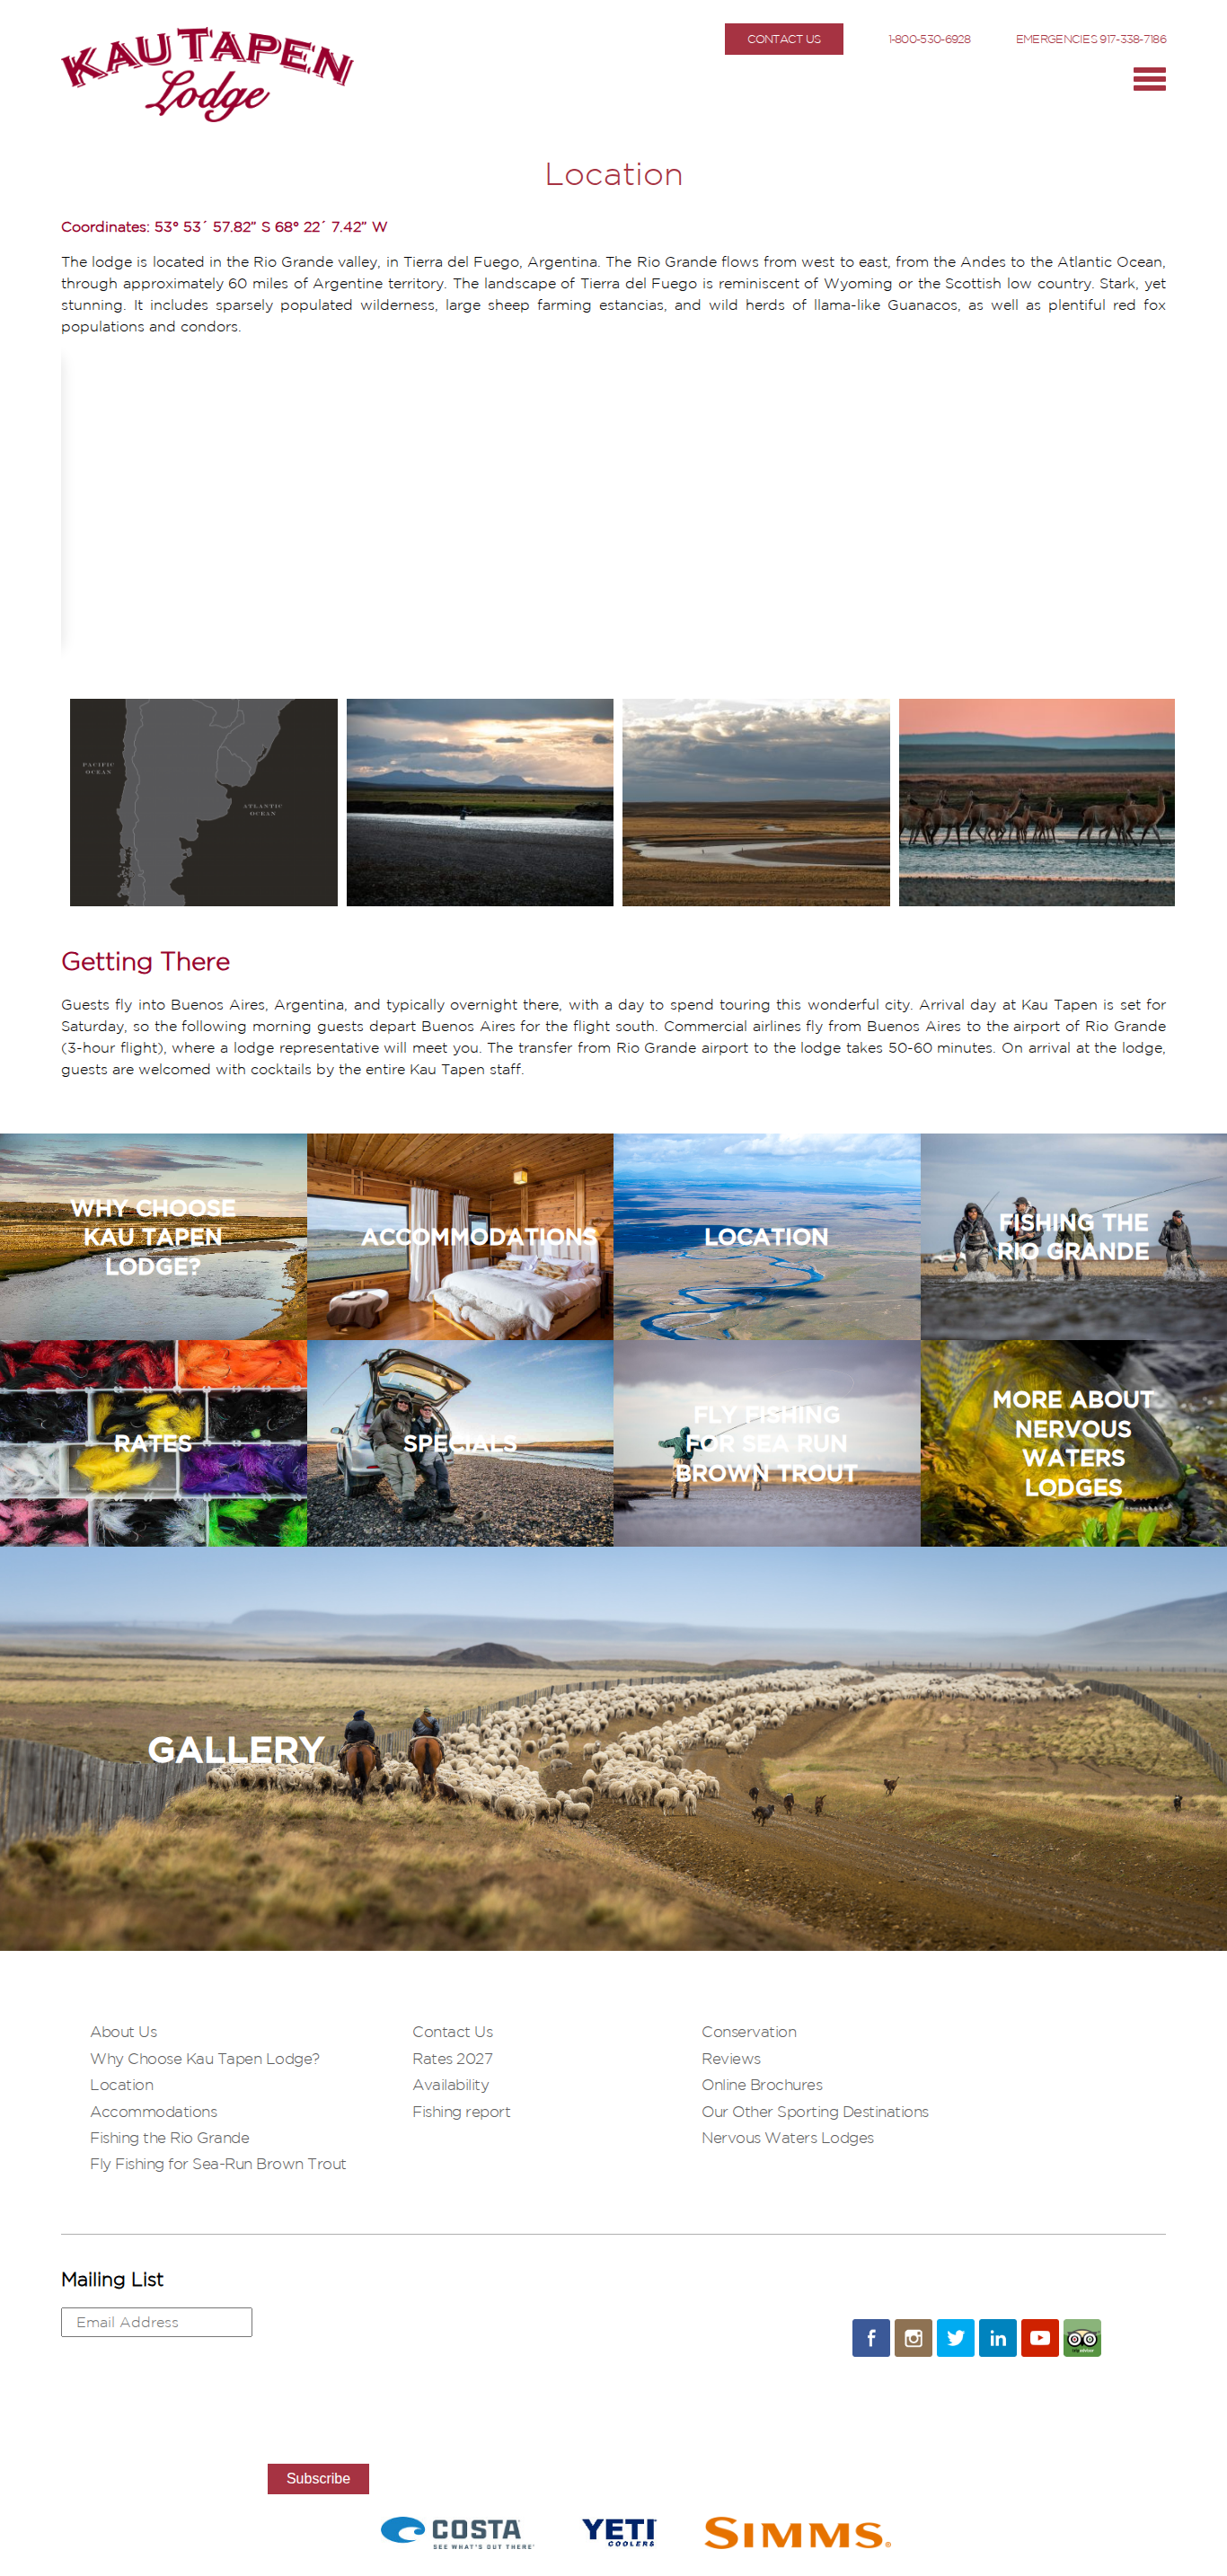 KAU TAPEN
Lodge
CONTACT US
1-800-530-6928
EMERGENCIES 917-338-7186
Location
Coordinates: 53° 53´ 57.82” S 68° 22´ 7.42” W
The lodge is located in the Rio Grande valley, in Tierra del Fuego, Argentina. The Rio Grande flows from west to east, from the Andes to the Atlantic Ocean,
through approximately 60 miles of Argentine territory. The landscape of Tierra del Fuego is reminiscent of Wyoming or the Scottish low country. Stark, yet
stunning. It includes sparsely populated wilderness, large sheep farming estancias, and wild herds of llama-like Guanacos, as well as plentiful red fox
populations and condors.
PACIFIC
OCEAN
ATLANTIC
OCEAN
Getting There
Guests fly into Buenos Aires, Argentina, and typically overnight there, with a day to spend touring this wonderful city. Arrival day at Kau Tapen is set for
Saturday, so the following morning guests depart Buenos Aires for the flight south. Commercial airlines fly from Buenos Aires to the airport of Rio Grande
(3-hour flight), where a lodge representative will meet you. The transfer from Rio Grande airport to the lodge takes 50-60 minutes. On arrival at the lodge,
guests are welcomed with cocktails by the entire Kau Tapen staff.
WHY CHOOSE
KAU TAPEN
LODGE?
ACCOMMODATIONS
LOCATION
FISHING THE
RIO GRANDE
RATES
SPECIALS
FLY FISHING
FOR SEA RUN
BROWN TROUT
MORE ABOUT
NERVOUS
WATERS
LODGES
GALLERY
About Us
Why Choose Kau Tapen Lodge?
Location
Accommodations
Fishing the Rio Grande
Fly Fishing for Sea-Run Brown Trout
Contact Us
Rates 2027
Availability
Fishing report
Conservation
Reviews
Online Brochures
Our Other Sporting Destinations
Nervous Waters Lodges
Mailing List
Email Address
Subscribe
COSTA
SEE WHAT'S OUT THERE™
YETI
COOLERS
SIMMS®